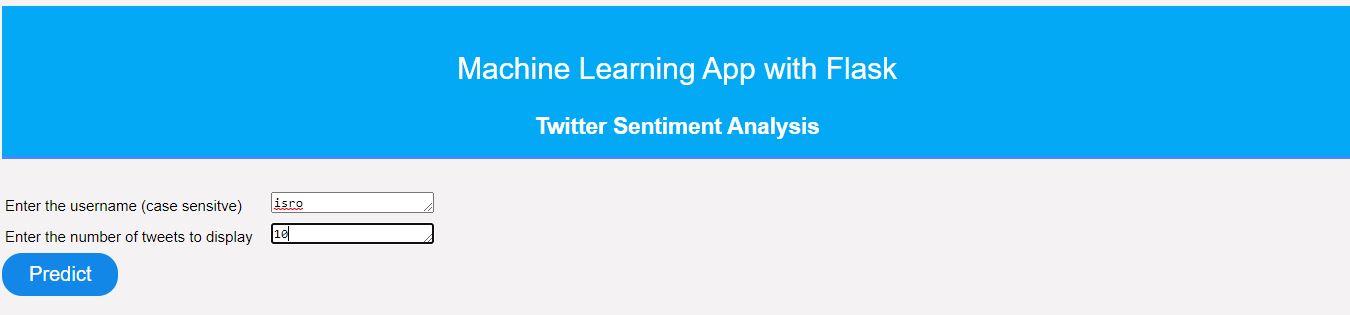 Machine Learning App with Flask
Twitter Sentiment Analysis
Enter the username (case sensitve) isro
Enter the number of tweets to display 10
Predict